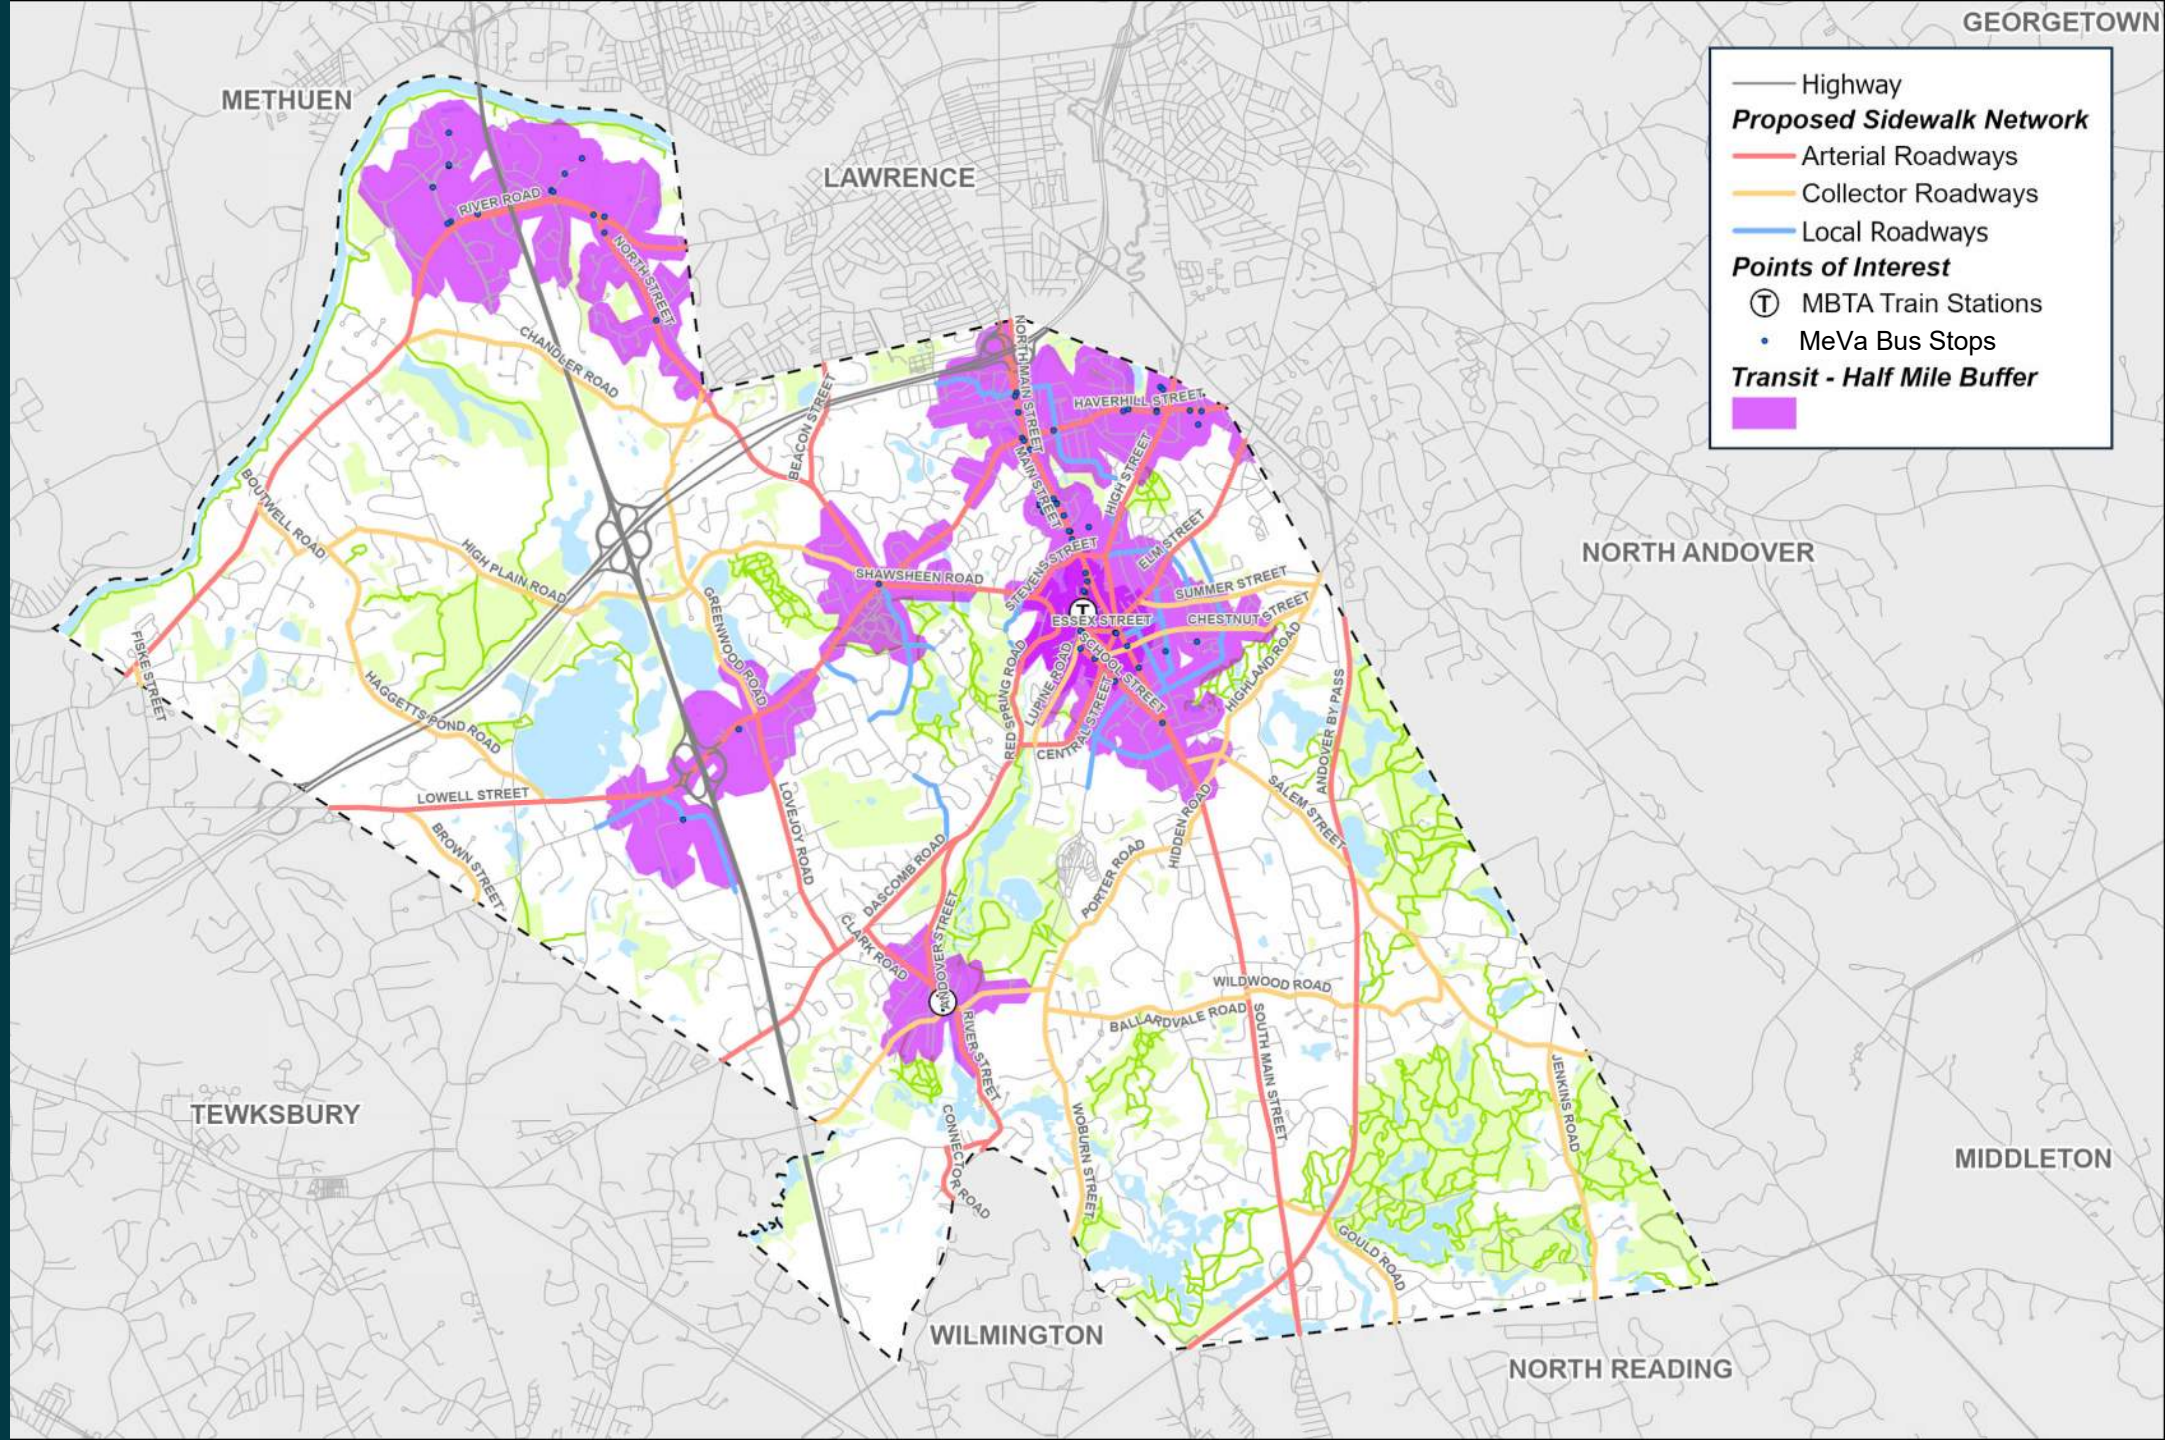 GEORGETOWN
Highway
Proposed Sidewalk Network
Arterial Roadways
Collector Roadways
Local Roadways
Points of Interest
T MBTA Train Stations
MeVa Bus Stops
Transit - Half Mile Buffer
METHUEN
LAWRENCE
RIVER ROAD
NORTH STREET
CHANDLER ROAD
BEACON STREET
NORTH MAIN STREET
HAVERHILL STREET
MAIN STREET
HIGH STREET
BOUTWELL ROAD
HIGH PLAIN ROAD
ELM STREET
NORTH ANDOVER
STEVENS STREET
SHAWSHEEN ROAD
SUMMER STREET
T
ESSEX STREET
CHESTNUT STREET
GREENWOOD ROAD
FISKE STREET
SCHOOL STREET
HIGHLAND ROAD
RED SPRING ROAD
LUPINE ROAD
HAGGETTS POND ROAD
CENTRAL STREET
ANDOVER BY PASS
LOWELL STREET
LOVEJOY ROAD
SALEM STREET
HIDDEN ROAD
BROWN STREET
DASCOMB ROAD
PORTER ROAD
CLARK ROAD
ANDOVER STREET
WILDWOOD ROAD
BALLARDVALE ROAD
RIVER STREET
SOUTH MAIN STREET
JENKINS ROAD
TEWKSBURY
CONNECTOR ROAD
WOBURN STREET
MIDDLETON
GOULD ROAD
WILMINGTON
NORTH READING